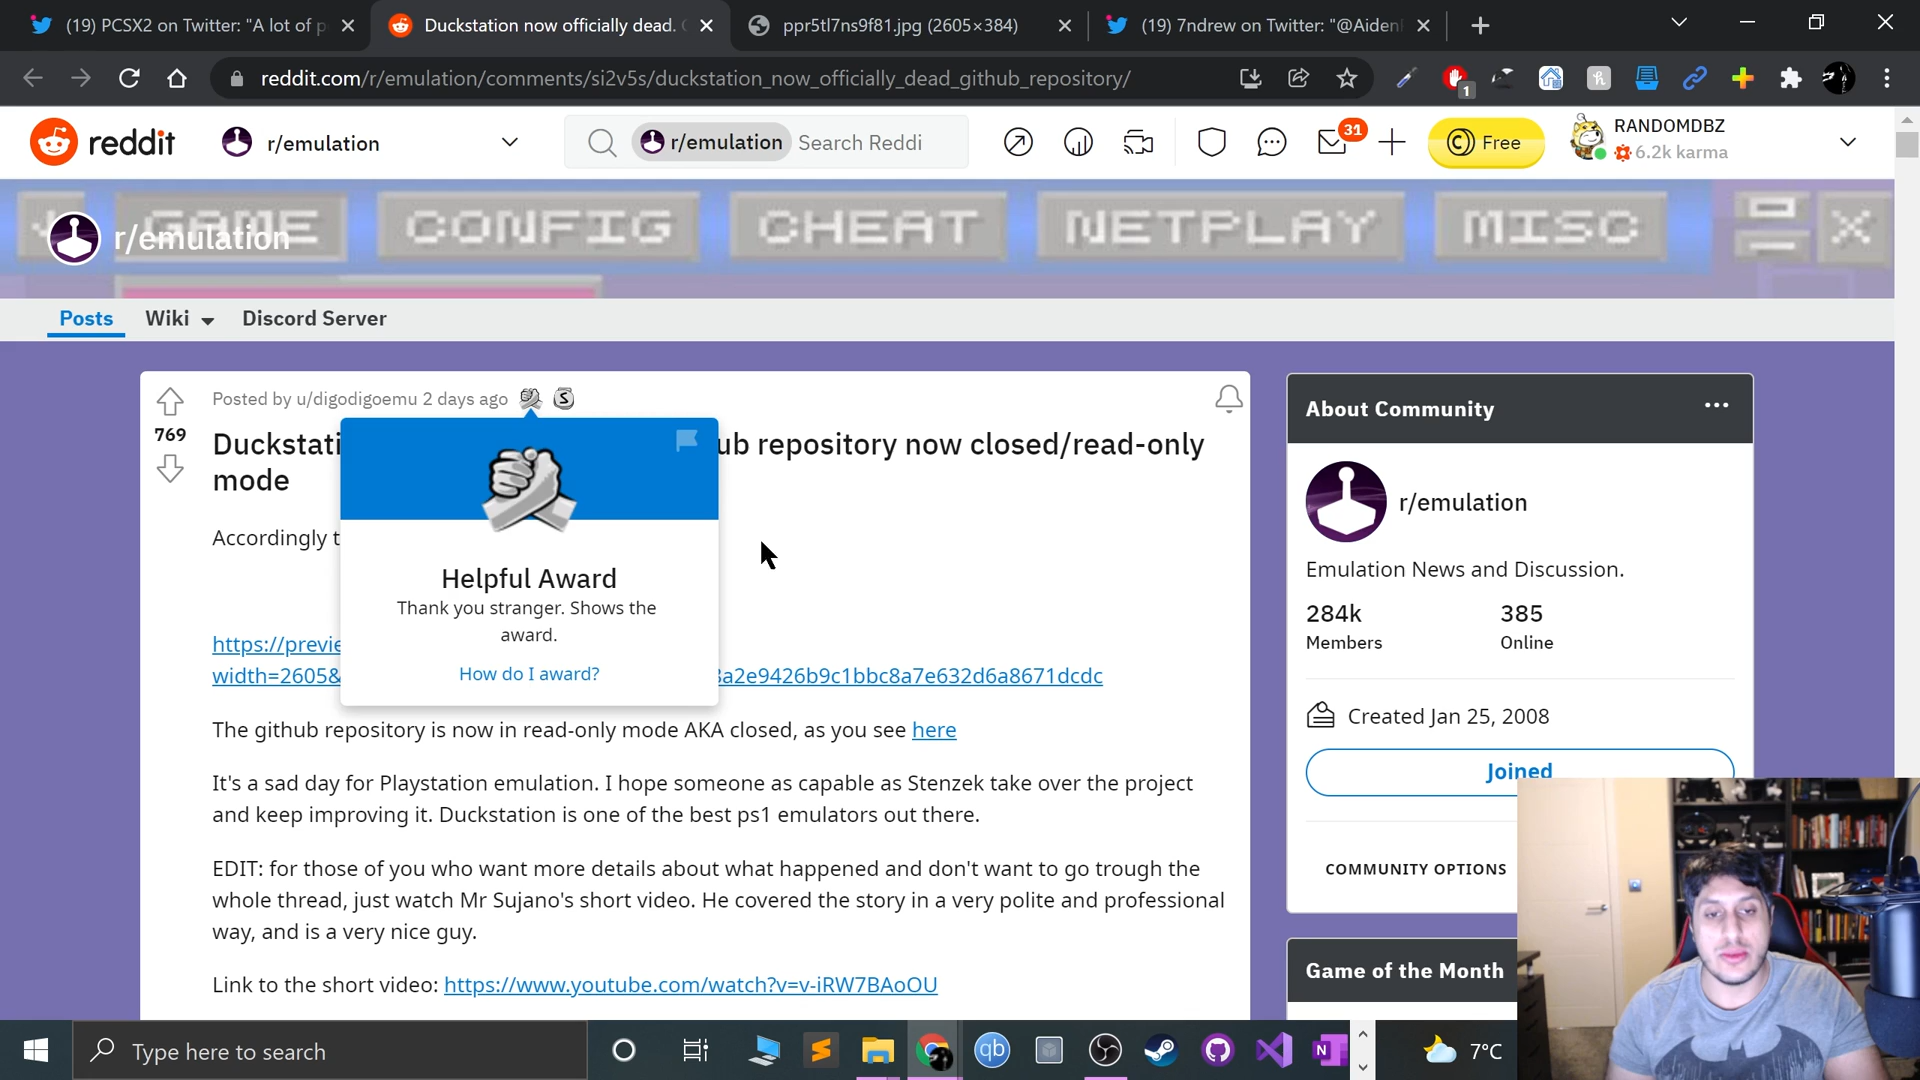 (19) PCSX2 on Twitter: "A lot of p
Duckstation now officially dead.
ppr5tl7ns9f81.jpg (2605×384)
(19) 7ndrew on Twitter: "@Aiden
reddit.com/r/emulation/comments/si2v5s/duckstation_now_officially_dead_github_repository/
1
reddit
r/emulation
r/emulation
Search Reddi
31
Free
RANDOMDBZ
6.2k karma
GAME
CONFIG
CHEAT
NETPLAY
MISC
r/emulation
Posts
Wiki
Discord Server
Posted by u/digodigoemu 2 days ago
769
Duckstati
ub repository now closed/read-only
mode
Accordingly t
Helpful Award
Thank you stranger. Shows the
award.
How do I award?
https://previe
width=2605&
a2e9426b9c1bbc8a7e632d6a8671dcdc
The github repository is now in read-only mode AKA closed, as you see here
It's a sad day for Playstation emulation. I hope someone as capable as Stenzek take over the project
and keep improving it. Duckstation is one of the best ps1 emulators out there.
EDIT: for those of you who want more details about what happened and don't want to go trough the
whole thread, just watch Mr Sujano's short video. He covered the story in a very polite and professional
way, and is a very nice guy.
Link to the short video: https://www.youtube.com/watch?v=v-iRW7BAoOU
About Community
r/emulation
Emulation News and Discussion.
284k
385
Members
Online
Created Jan 25, 2008
Joined
COMMUNITY OPTIONS
Game of the Month
Type here to search
qb
N
7°C